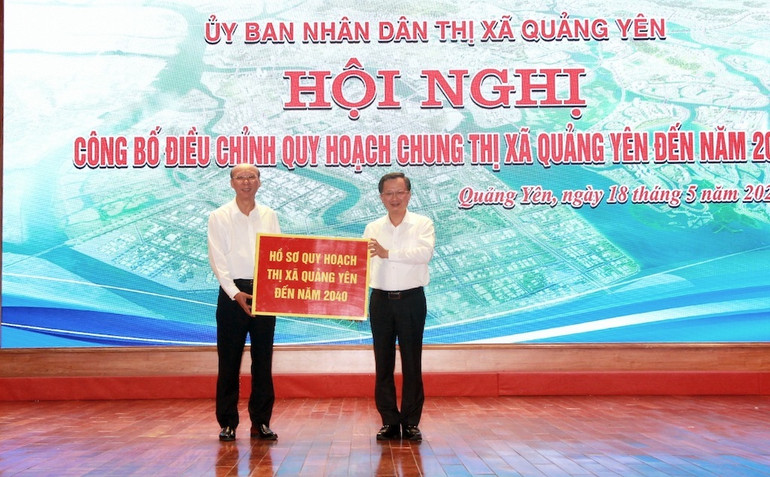 ỦY BAN NHÂN DÂN THỊ XÃ QUẢNG YÊN
HỘI NGHỊ
CÔNG BỐ ĐIỀU CHỈNH QUY HOẠCH CHUNG THỊ XÃ QUẢNG YÊN ĐẾN NĂM
Quảng Yên, ngày 18 tháng 5 năm
HỒ SƠ QUY HOẠCH
THỊ XÃ QUẢNG YÊN
ĐẾN NĂM 2040